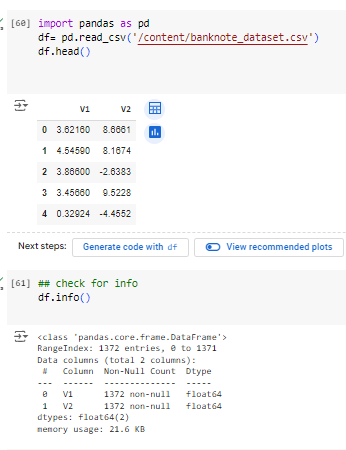 [60] import pandas as pd
df= pd.read_csv('/content/banknote_dataset.csv')
df.head()
V1 V2
0 3.62160 8.6661
1 4.54590 8.1674
2 3.86600 -2.6383
3 3.45660 9.5228
4 0.32924 -4.4552
Next steps: Generate code with df View recommended plots
[61] ## check for info
df.info()
<class 'pandas.core.frame.DataFrame'>
RangeIndex: 1372 entries, 0 to 1371
Data columns (total 2 columns):
# Column Non-Null Count Dtype
--- ------ -------------- -----
0 V1 1372 non-null float64
1 V2 1372 non-null float64
dtypes: float64(2)
memory usage: 21.6 KB